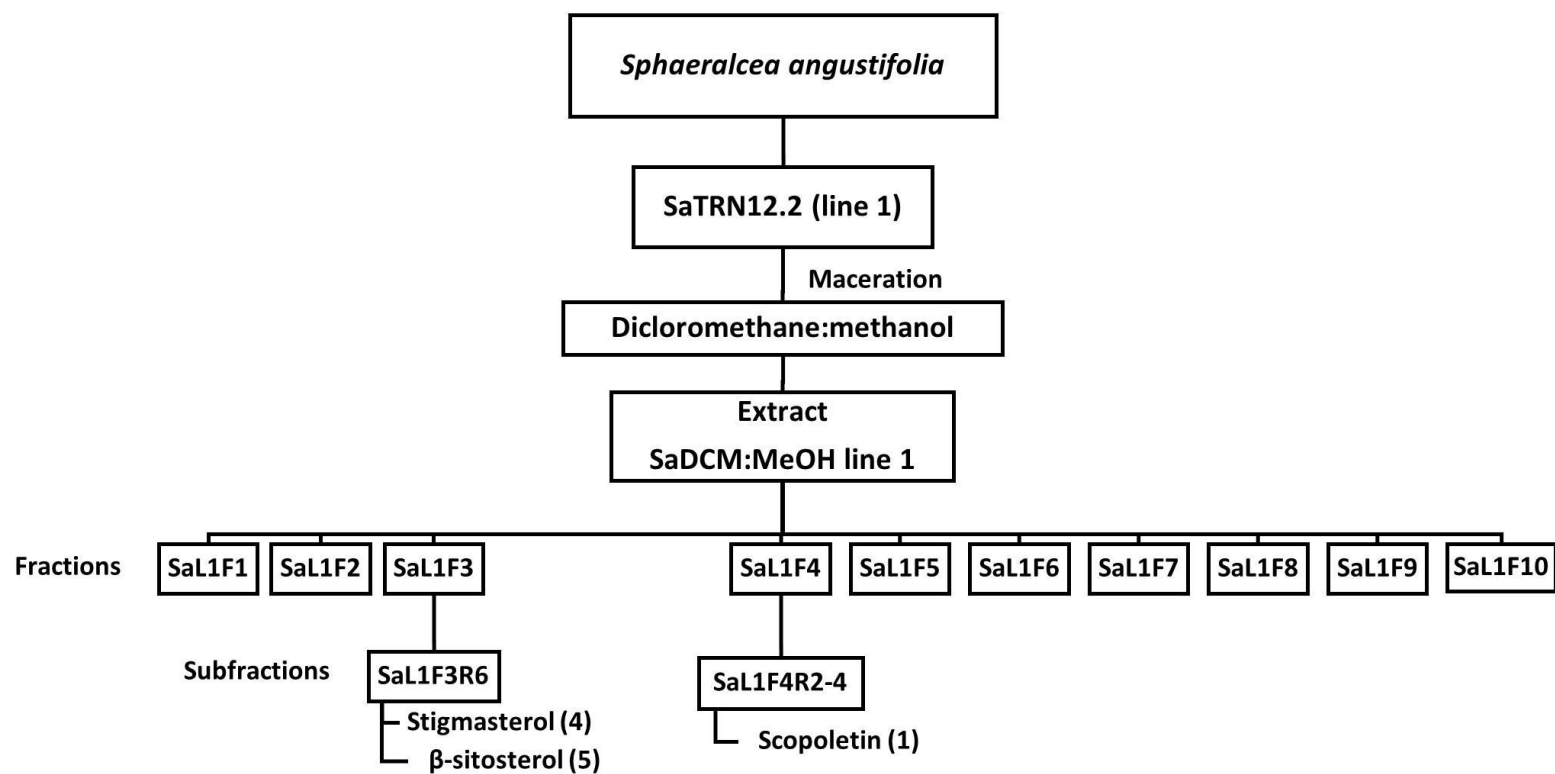 Sphaeralcea angustifolia
SaTRN12.2 (line 1)
Maceration
Dicloromethane:methanol
Extract
SaDCM:MeOH line 1
Fractions
SaL1F1
SaL1F2
SaL1F3
SaL1F4
SaL1F5
SaL1F6
SaL1F7
SaL1F8
SaL1F9
SaL1F10
Subfractions
SaL1F3R6
SaL1F4R2-4
Stigmasterol (4)
β-sitosterol (5)
Scopoletin (1)